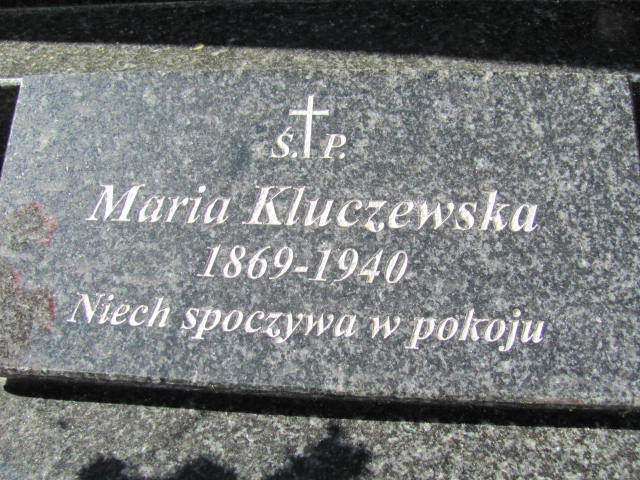 Ś. P.
Maria Kluczewska
1869-1940
Niech spoczywa w pokoju